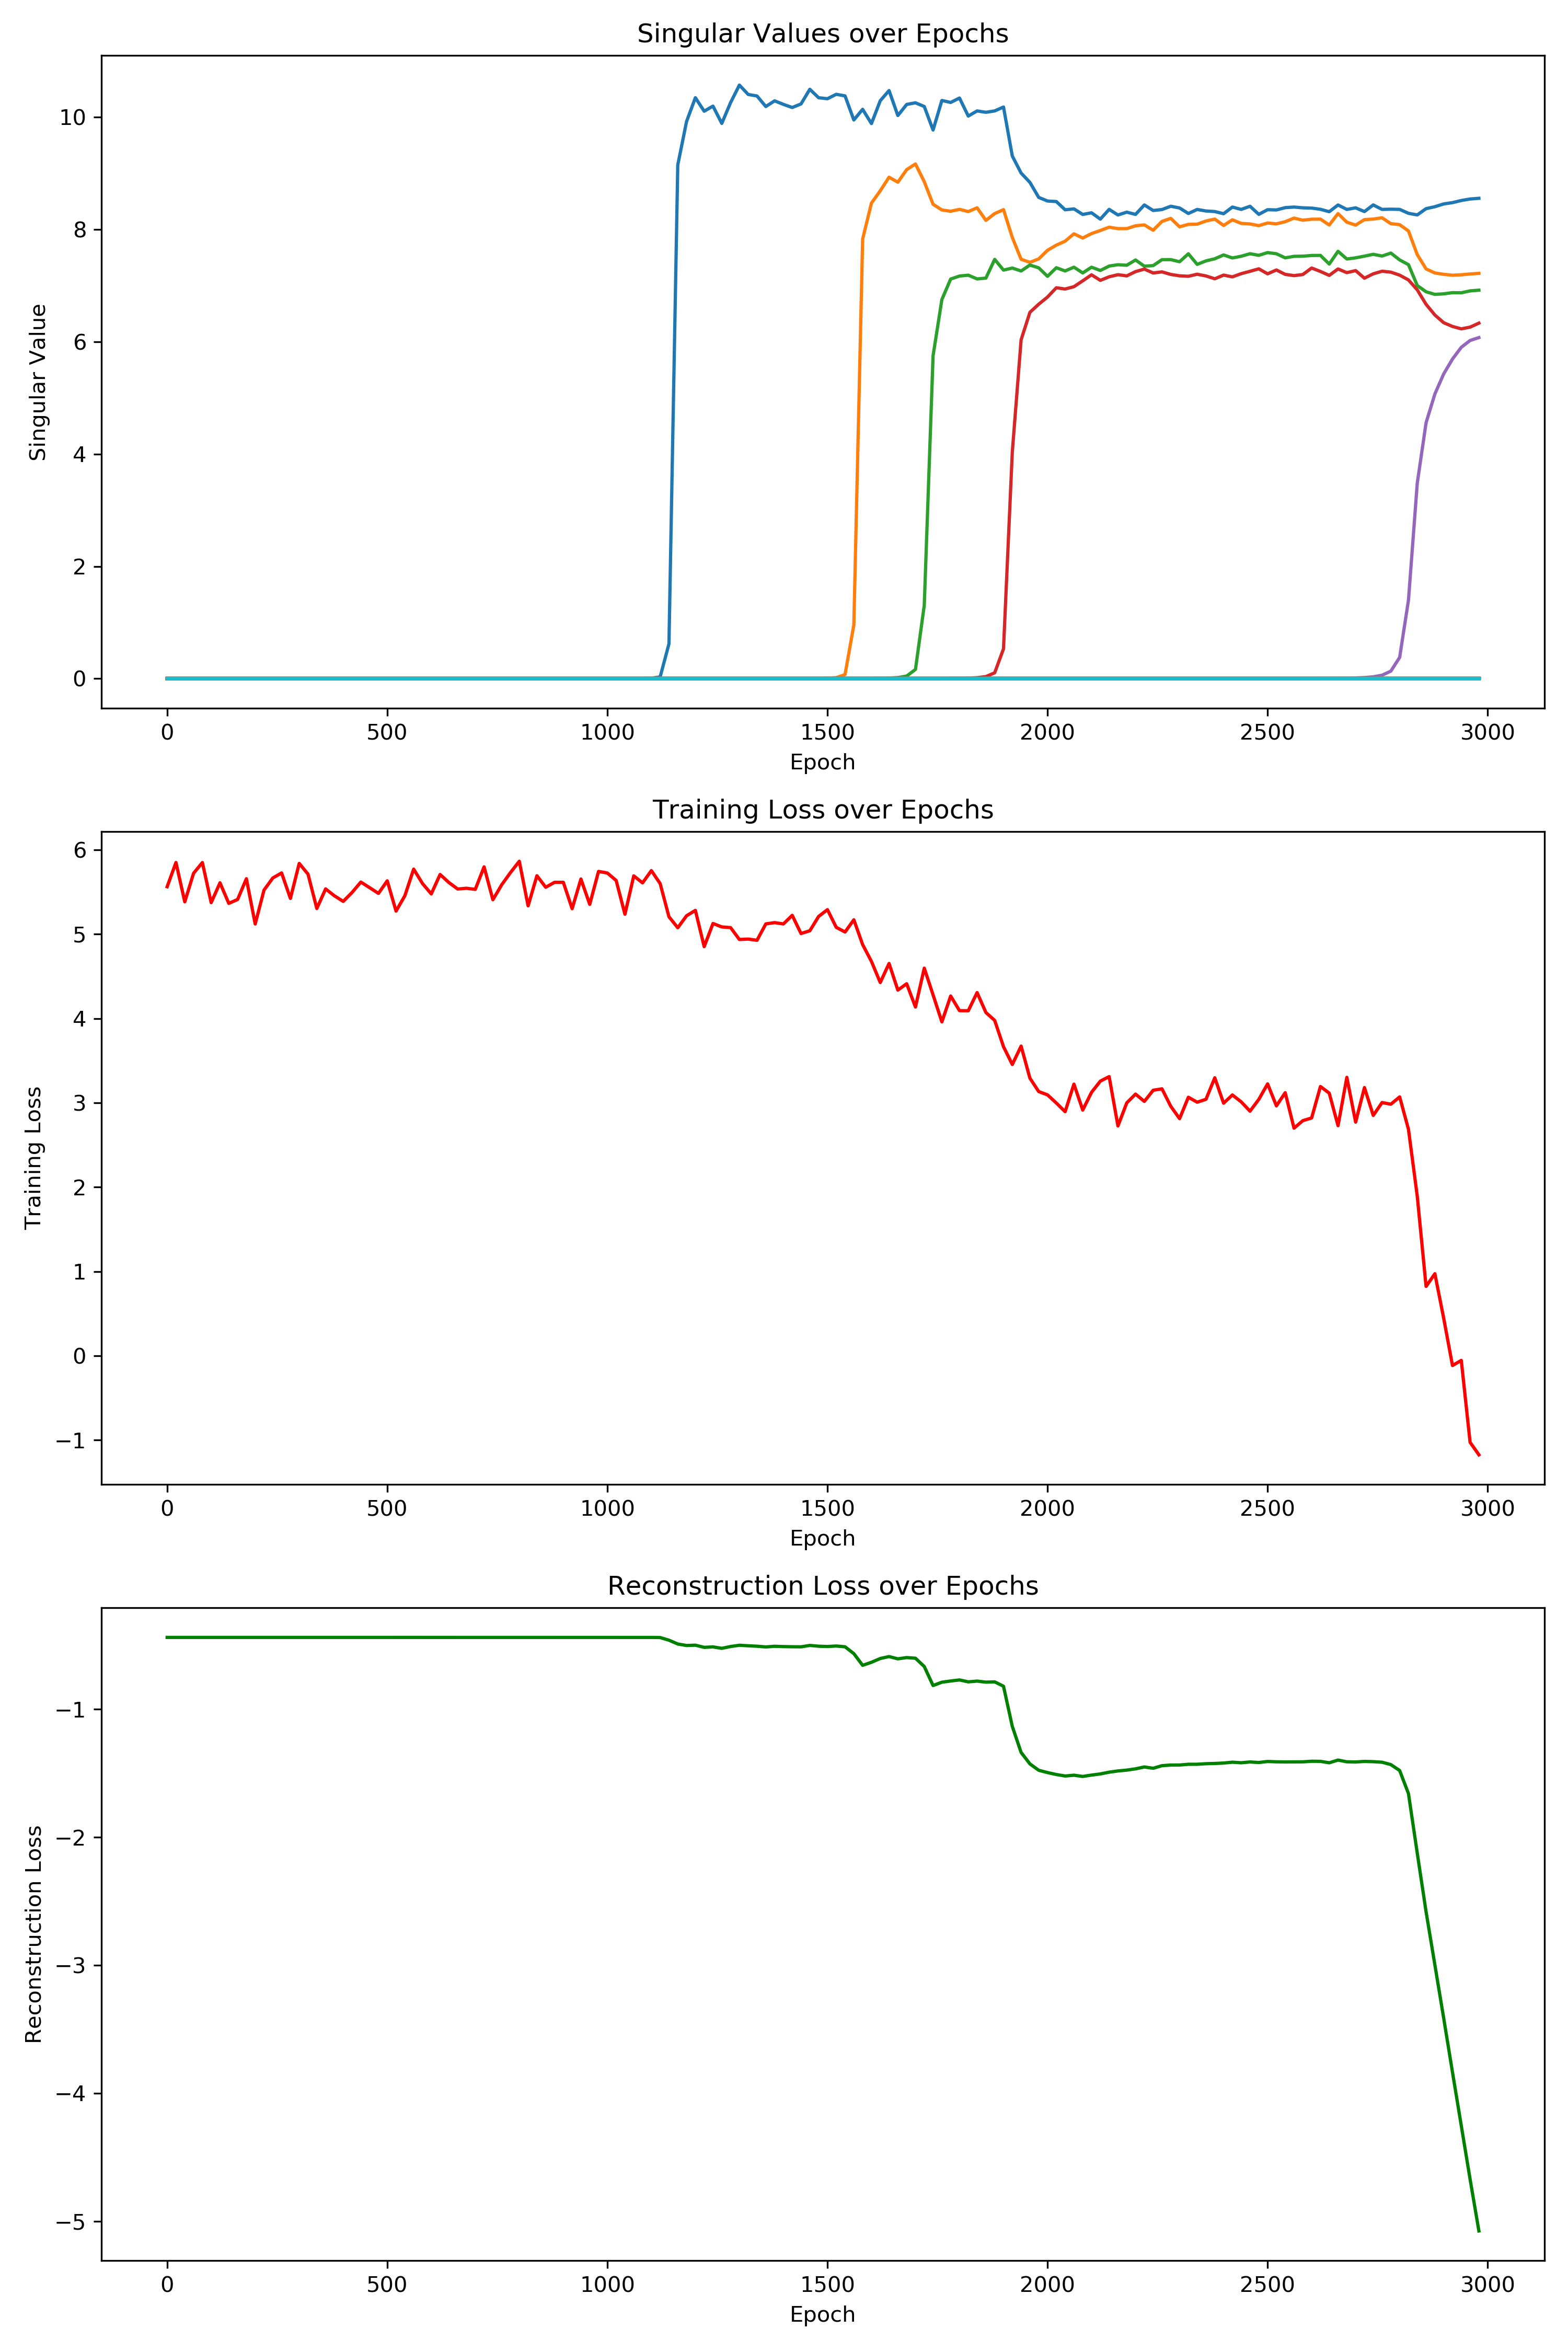 Singular Values over Epochs
10
8
6
4
2
0
Singular Value
0 500 1000 1500 2000 2500 3000
Epoch
Training Loss over Epochs
6
5
4
3
2
1
0
−1
Training Loss
0 500 1000 1500 2000 2500 3000
Epoch
Reconstruction Loss over Epochs
−1
−2
−3
−4
−5
Reconstruction Loss
0 500 1000 1500 2000 2500 3000
Epoch